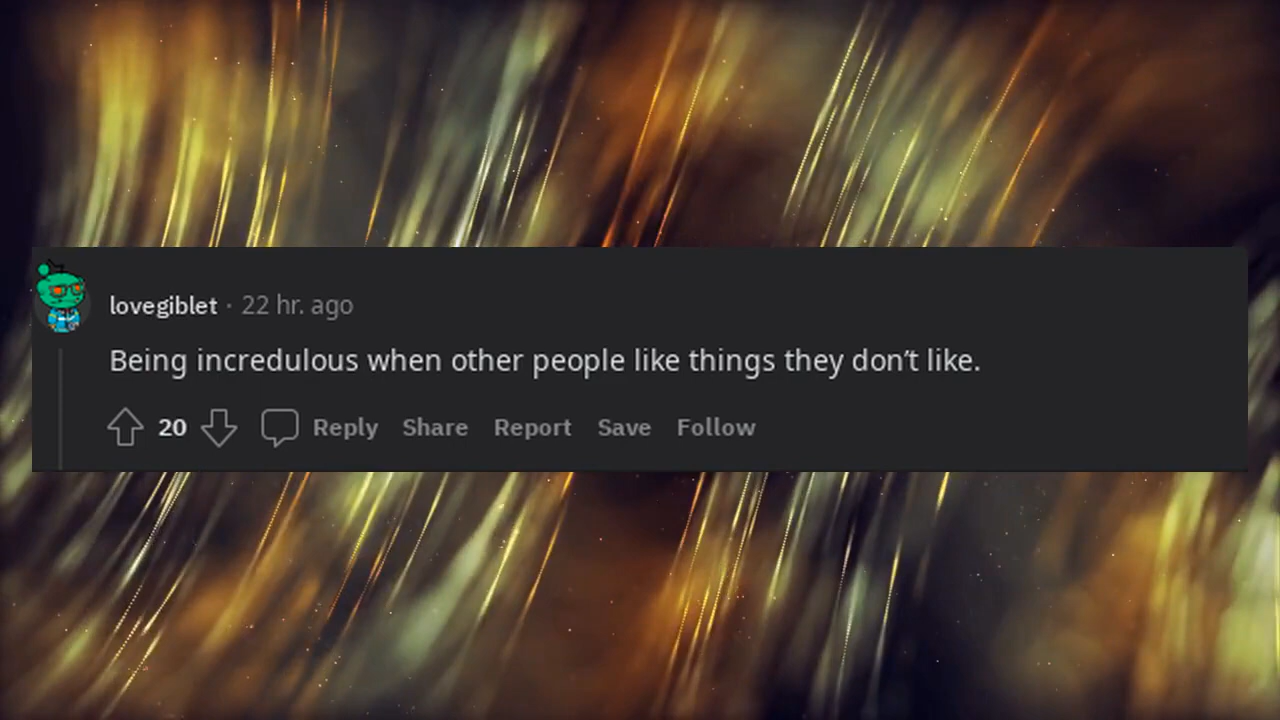 lovegiblet · 22 hr. ago
Being incredulous when other people like things they don’t like.
20 Reply Share Report Save Follow